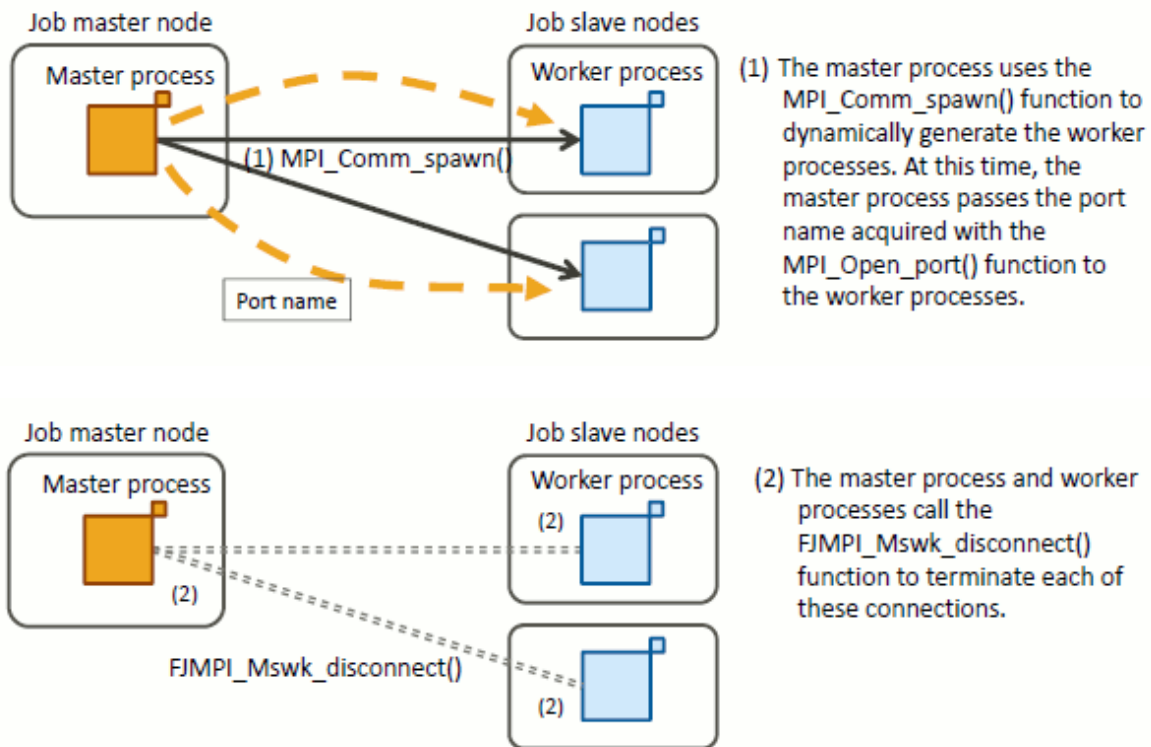 Job master node
Job slave nodes
Master process
Worker process
(1) MPI_Comm_spawn()
Port name
(1) The master process uses the
MPI_Comm_spawn() function to
dynamically generate the worker
processes. At this time, the
master process passes the port
name acquired with the
MPI_Open_port() function to
the worker processes.
Job master node
Job slave nodes
Master process
Worker process
(2)
(2)
FJMPI_Mswk_disconnect()
(2)
(2) The master process and worker
processes call the
FJMPI_Mswk_disconnect()
function to terminate each of
these connections.